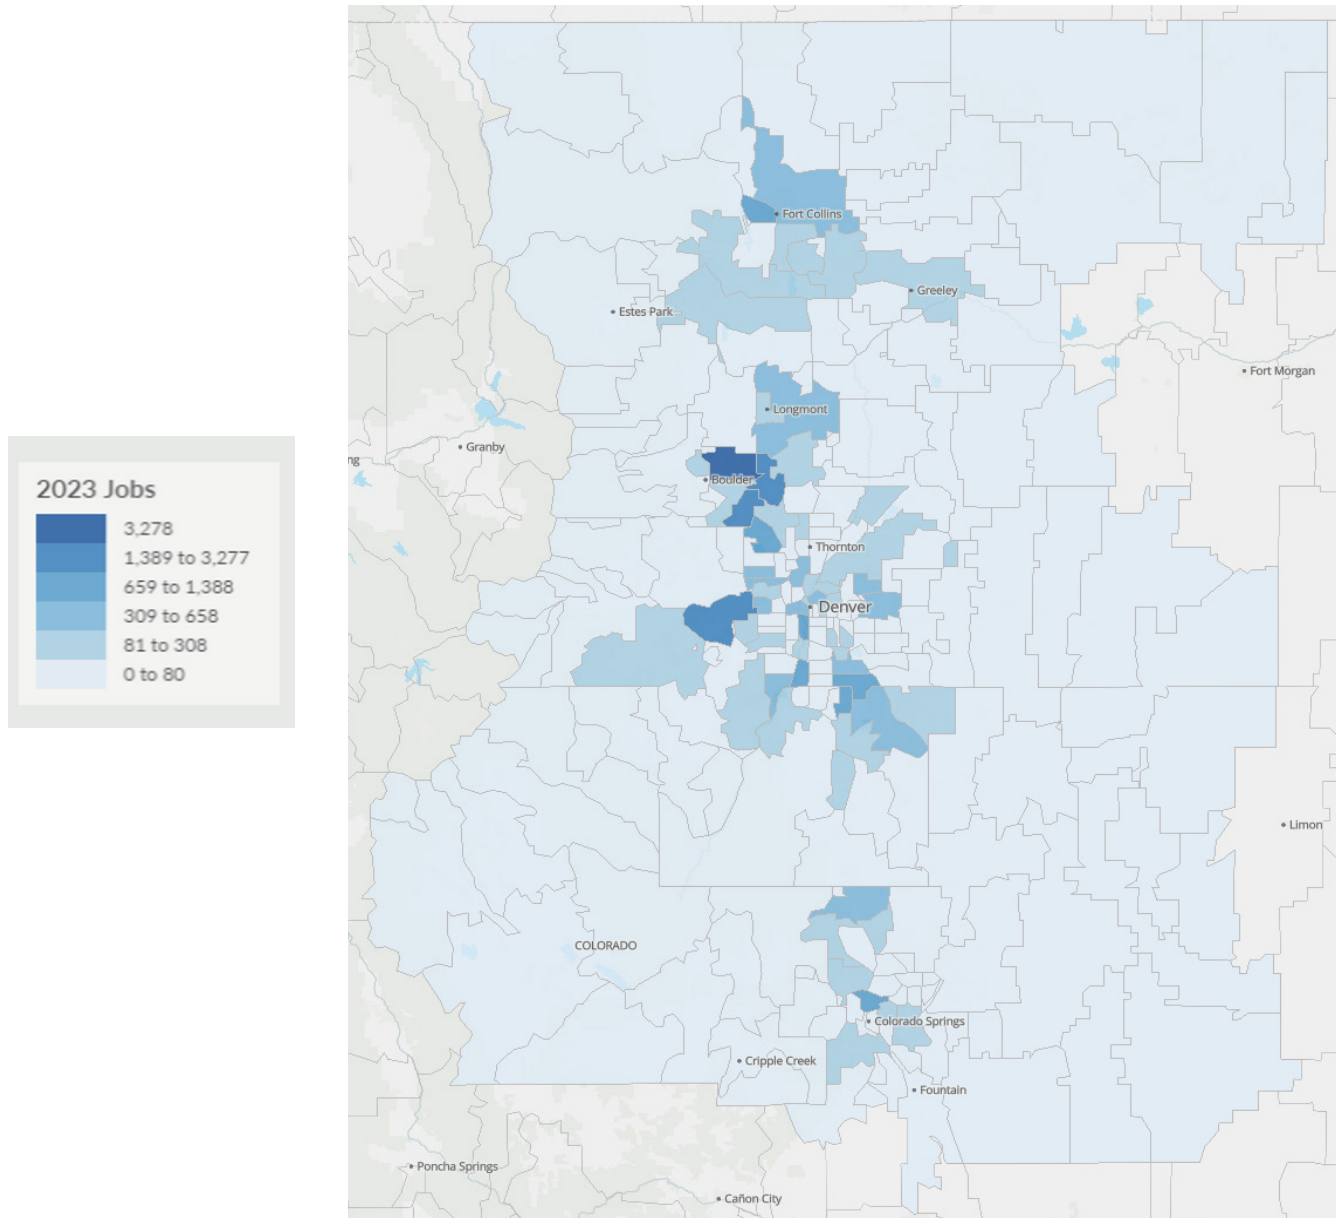 Fort Collins
Greeley
Estes Park
Fort Morgan
Longmont
Granby
ng
Boulder
2023 Jobs
3,278
1,389 to 3,277
659 to 1,388
309 to 658
81 to 308
0 to 80
Thornton
Denver
Limon
COLORADO
Colorado Springs
Cripple Creek
Fountain
Poncha Springs
Cañon City